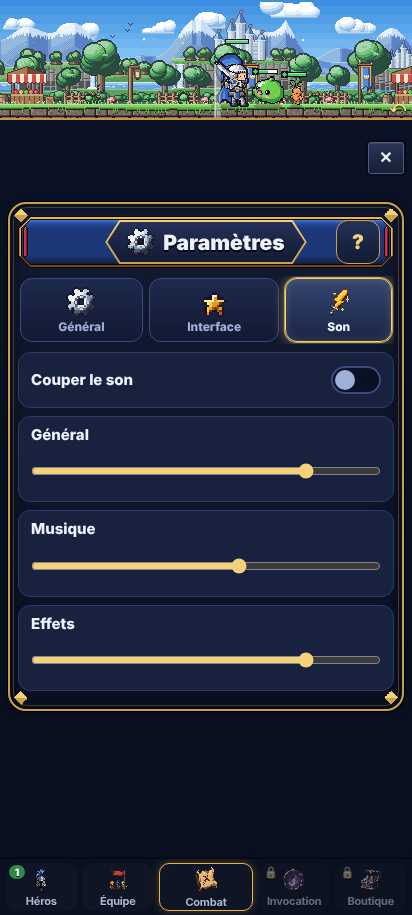 ×
Paramètres
?
Général
Interface
Son
Couper le son
Général
Musique
Effets
1
Héros
Équipe
Combat
Invocation
Boutique